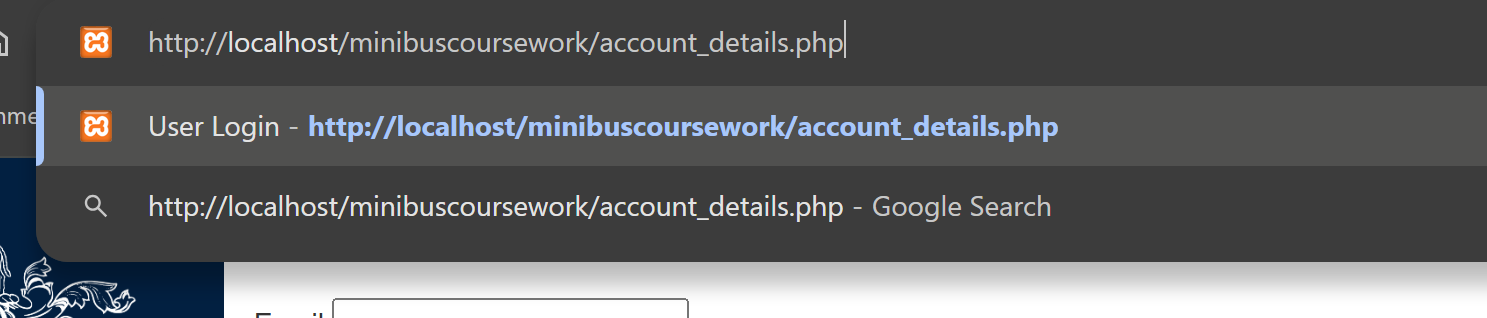 http://localhost/minibuscoursework/account_details.php
User Login - http://localhost/minibuscoursework/account_details.php
http://localhost/minibuscoursework/account_details.php - Google Search